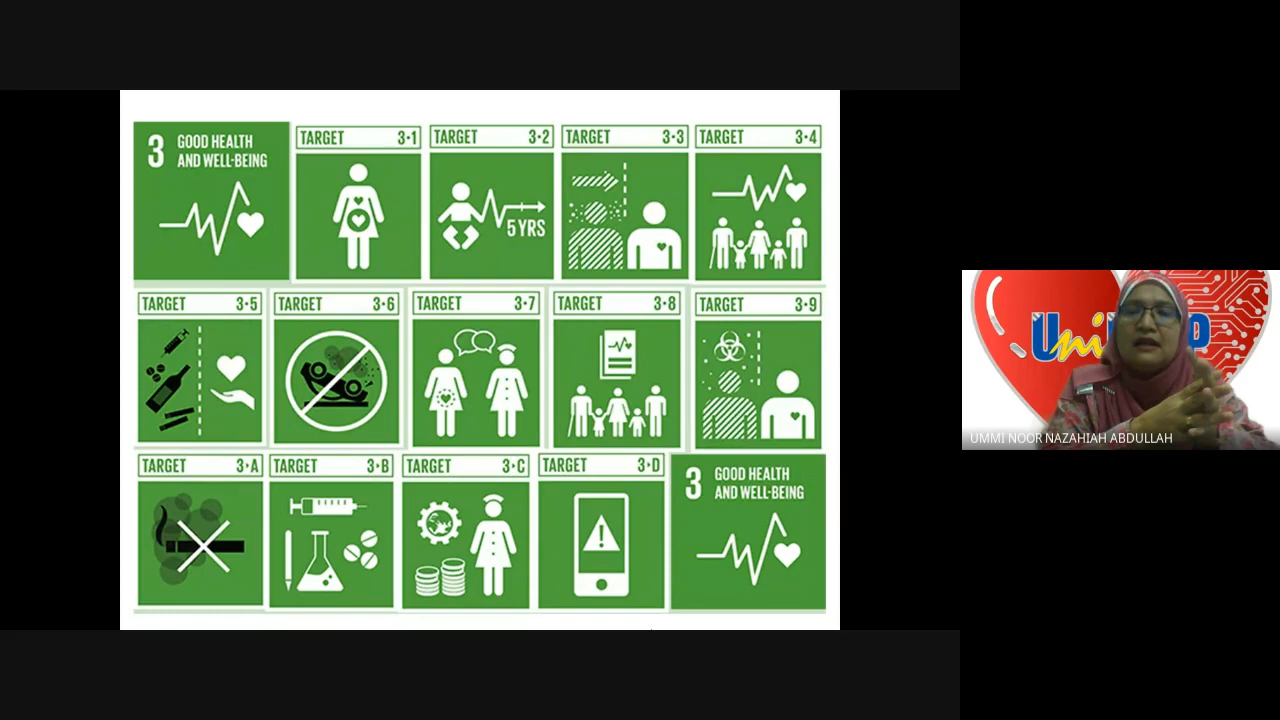 3 GOOD HEALTH
AND WELL-BEING
TARGET 3·1
TARGET 3·2
5 YRS
TARGET 3·3
TARGET 3·4
TARGET 3·5
TARGET 3·6
TARGET 3·7
TARGET 3·8
TARGET 3·9
TARGET 3·A
TARGET 3·B
TARGET 3·C
TARGET 3·D
3 GOOD HEALTH
AND WELL-BEING
UMMI NOOR NAZAHIAH ABDULLAH